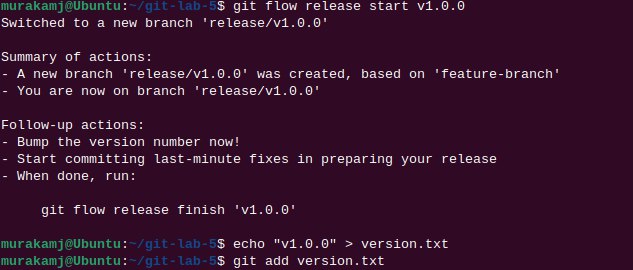 murakamj@Ubuntu:~/git-lab-5$ git flow release start v1.0.0
Switched to a new branch 'release/v1.0.0'
Summary of actions:
- A new branch 'release/v1.0.0' was created, based on 'feature-branch'
- You are now on branch 'release/v1.0.0'
Follow-up actions:
- Bump the version number now!
- Start committing last-minute fixes in preparing your release
- When done, run:
git flow release finish 'v1.0.0'
murakamj@Ubuntu:~/git-lab-5$ echo "v1.0.0" > version.txt
murakamj@Ubuntu:~/git-lab-5$ git add version.txt